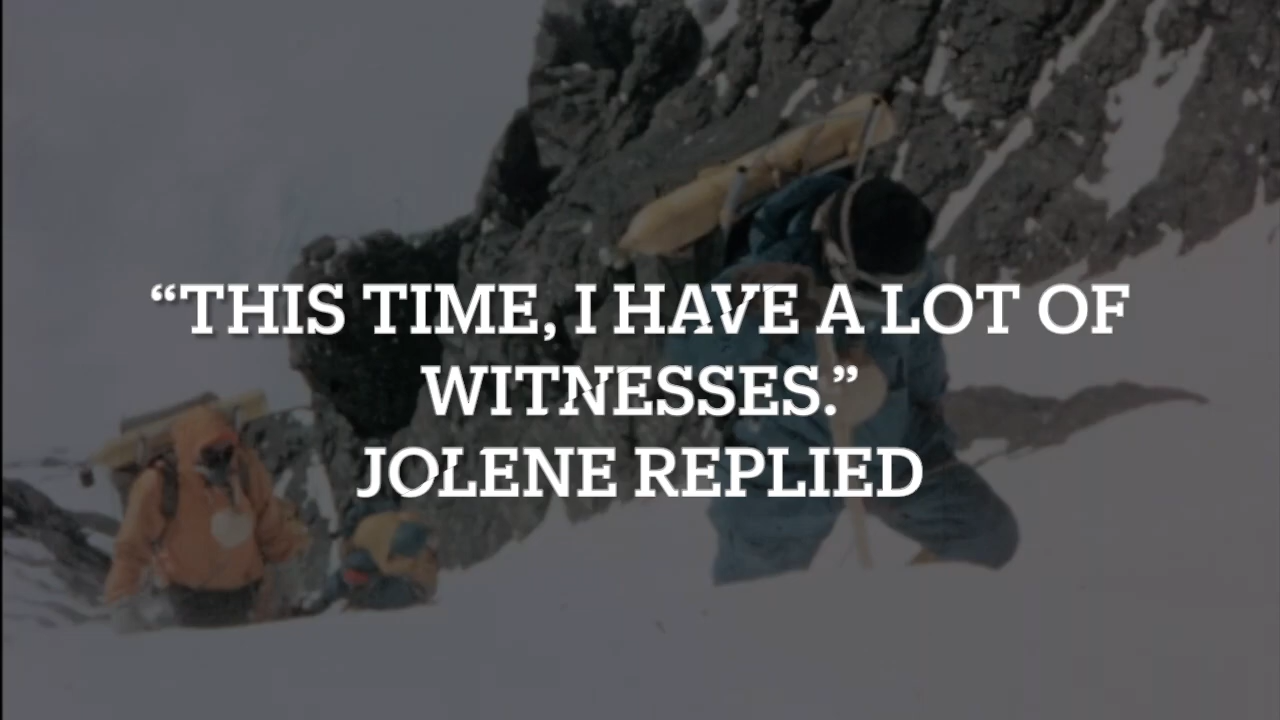 “THIS TIME, I HAVE A LOT OF
WITNESSES.”
JOLENE REPLIED